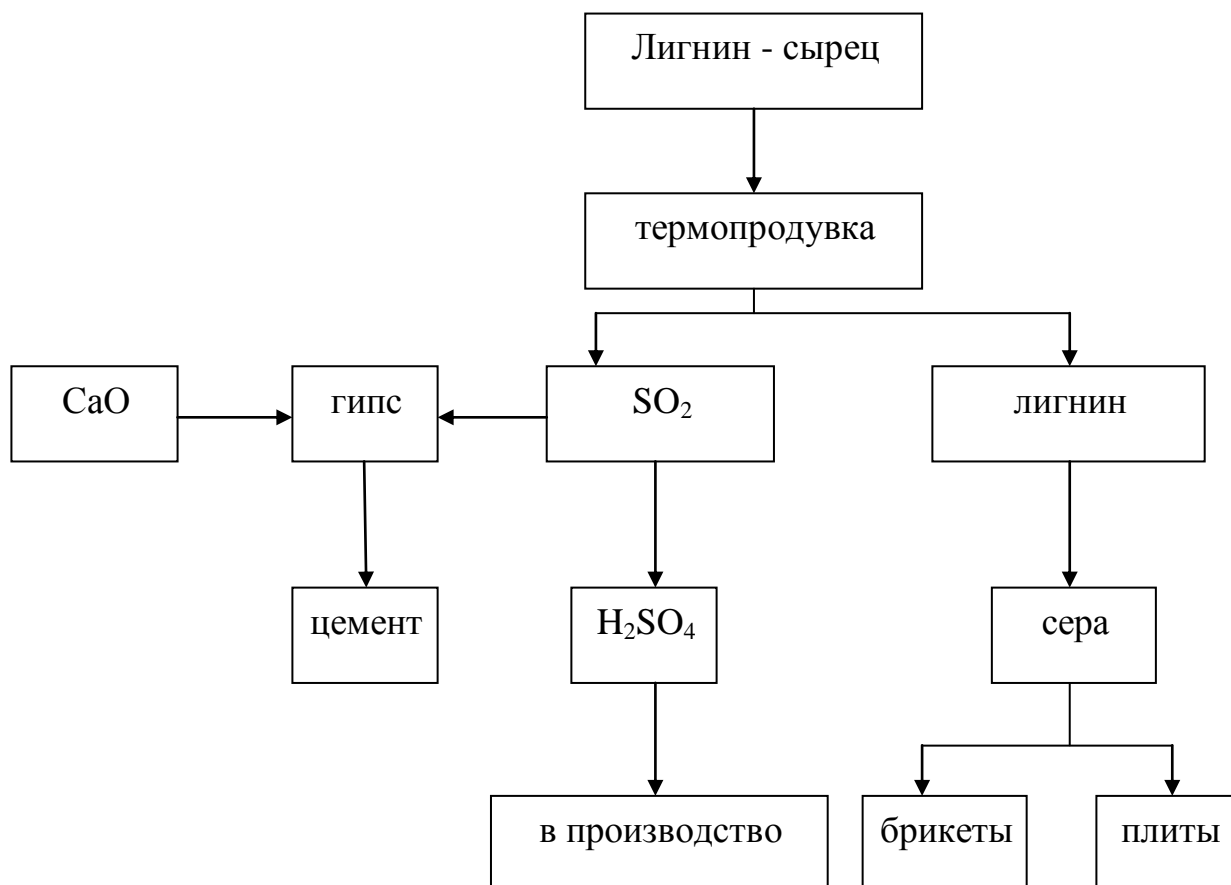 Лигнин - сырец
термопродувка
CaO
гипс
SO₂
лигнин
цемент
H₂SO₄
сера
в производство
брикеты
плиты